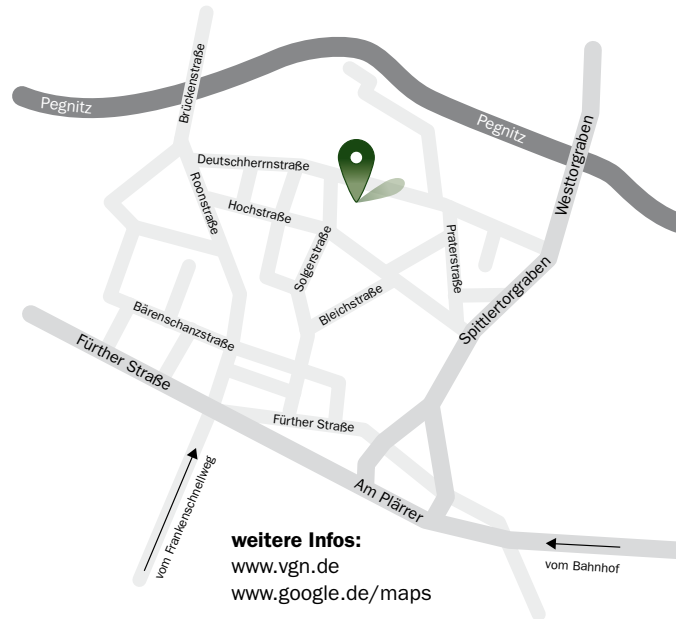 Brückenstraße
Pegnitz
Pegnitz
Westtorgraben
Deutschherrnstraße
Roonstraße
Hochstraße
Solgerstraße
Praterstraße
Bleichstraße
Spittlertorgraben
Bärenschanzstraße
Fürther Straße
Fürther Straße
Am Plärrer
vom Frankenschnellweg
vom Bahnhof
weitere Infos:
www.vgn.de
www.google.de/maps